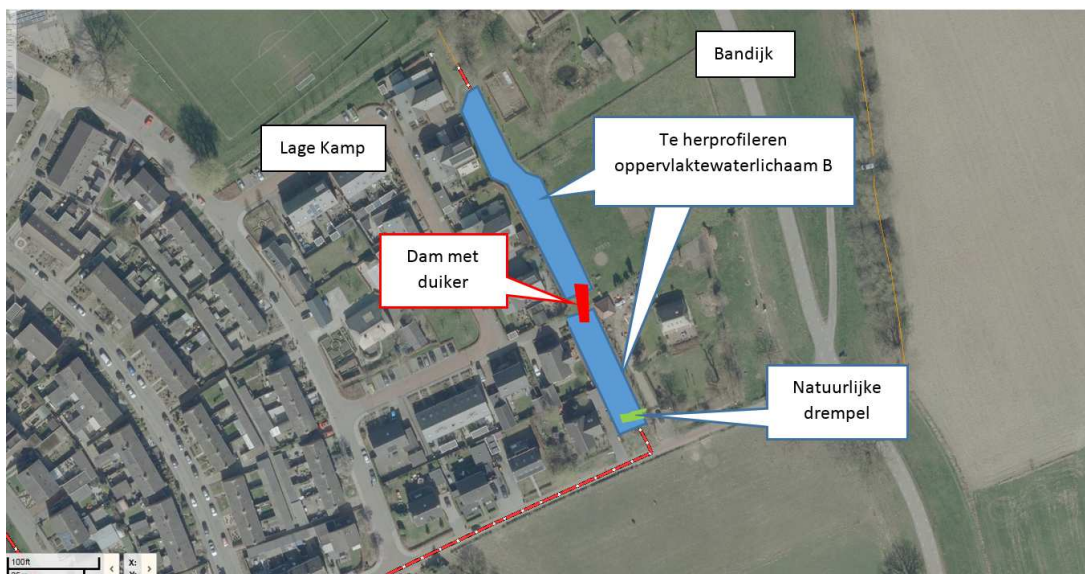 Bandijk
Te herprofileren
oppervlaktewaterlichaam B
Lage Kamp
Dam met
duiker
Natuurlijke
drempel
100ft
X: